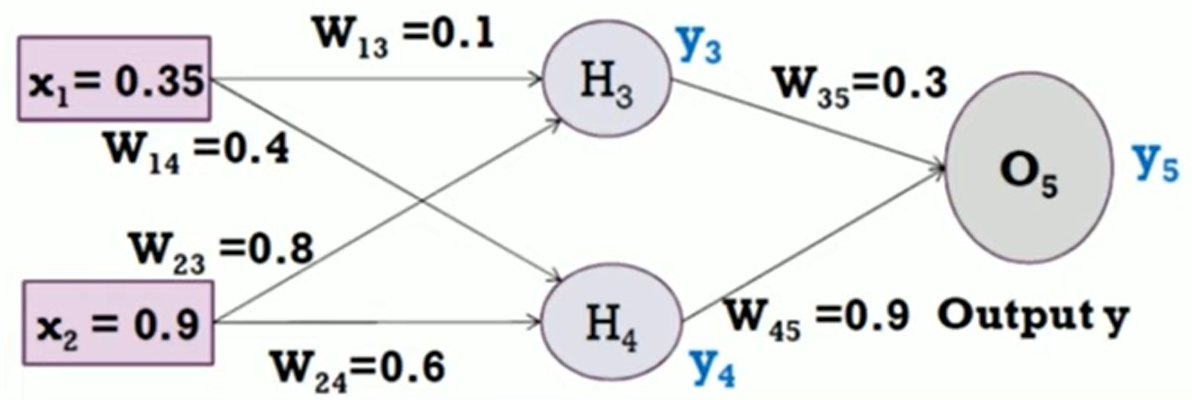 W₁₃ =0.1
y₃
x₁= 0.35
H₃
W₃₅=0.3
W₁₄ =0.4
O₅
y₅
W₂₃ =0.8
x₂ = 0.9
H₄
W₄₅ =0.9 Output y
W₂₄=0.6
y₄